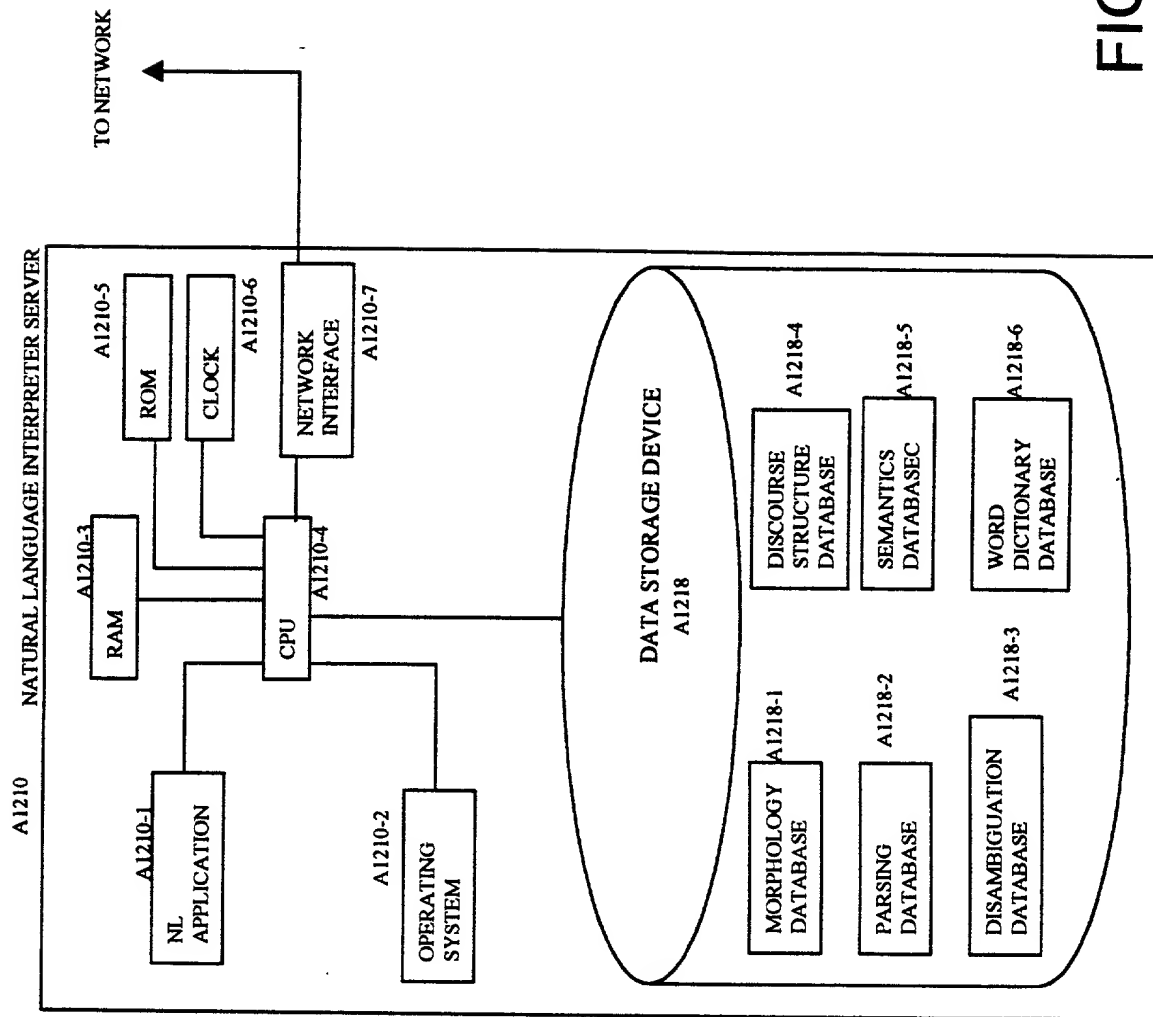 A1210 NATURAL LANGUAGE INTERPRETER SERVER
TO NETWORK
A1210-1
NL
APPLICATION
A1210-2
OPERATING
SYSTEM
A1210-3
RAM
CPU
A1210-4
A1210-5
ROM
CLOCK
A1210-6
NETWORK
INTERFACE
A1210-7
DATA STORAGE DEVICE
A1218
MORPHOLOGY
DATABASE
A1218-1
PARSING
DATABASE
A1218-2
DISAMBIGUATION
DATABASE
A1218-3
DISCOURSE
STRUCTURE
DATABASE
A1218-4
SEMANTICS
DATABASEC
A1218-5
WORD
DICTIONARY
DATABASE
A1218-6